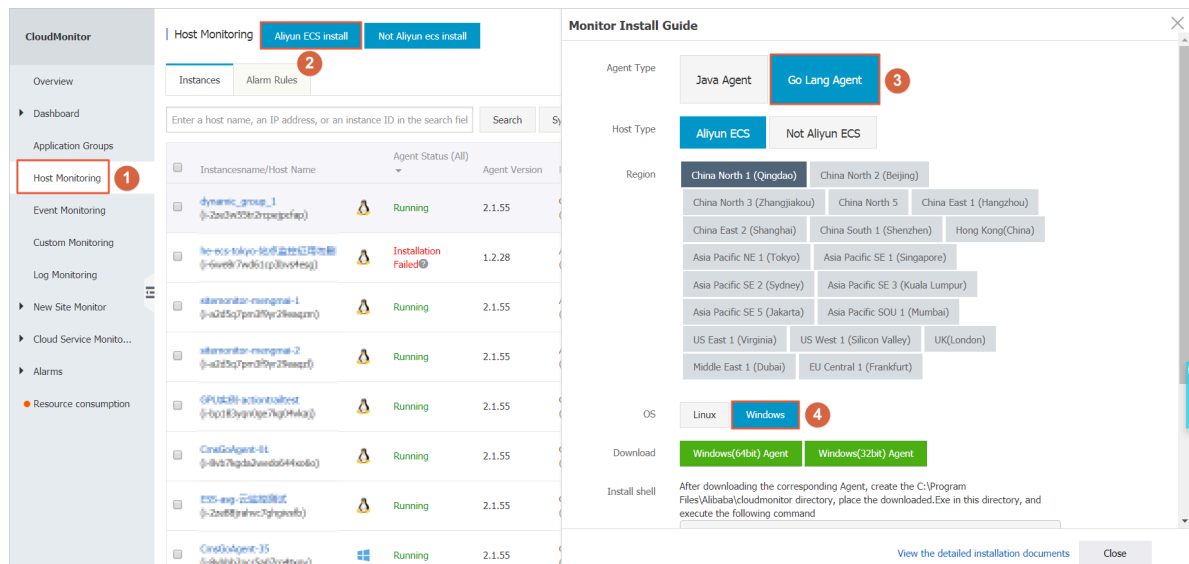 CloudMonitor
Overview
Dashboard
Application Groups
Host Monitoring
1
Event Monitoring
Custom Monitoring
Log Monitoring
New Site Monitor
Cloud Service Monito...
Alarms
Resource consumption
Host Monitoring
Aliyun ECS install
Not Aliyun ecs install
2
Instances
Alarm Rules
Enter a host name, an IP address, or an instance ID in the search fiel
Search
Sy
Instancesname/Host Name
Agent Status (All)
Agent Version
dynamic_group_1
Running
2.1.55
Installation
Failed
1.2.28
sitemonitor-mengmai-1
Running
2.1.55
sitemonitor-mengmai-2
Running
2.1.55
Running
2.1.55
CmsGoAgent-01
Running
2.1.55
Running
2.1.55
CmsGoAgent-35
Running
2.1.55
Monitor Install Guide
Agent Type
Java Agent
Go Lang Agent
3
Host Type
Aliyun ECS
Not Aliyun ECS
Region
China North 1 (Qingdao)
China North 2 (Beijing)
China North 3 (Zhangjiakou)
China North 5
China East 1 (Hangzhou)
China East 2 (Shanghai)
China South 1 (Shenzhen)
Hong Kong(China)
Asia Pacific NE 1 (Tokyo)
Asia Pacific SE 1 (Singapore)
Asia Pacific SE 2 (Sydney)
Asia Pacific SE 3 (Kuala Lumpur)
Asia Pacific SE 5 (Jakarta)
Asia Pacific SOU 1 (Mumbai)
US East 1 (Virginia)
US West 1 (Silicon Valley)
UK(London)
Middle East 1 (Dubai)
EU Central 1 (Frankfurt)
OS
Linux
Windows
4
Download
Windows(64bit) Agent
Windows(32bit) Agent
Install shell
After downloading the corresponding Agent, create the C:\Program
Files\Alibaba\cloudmonitor directory, place the downloaded.Exe in this directory, and
execute the following command
View the detailed installation documents
Close